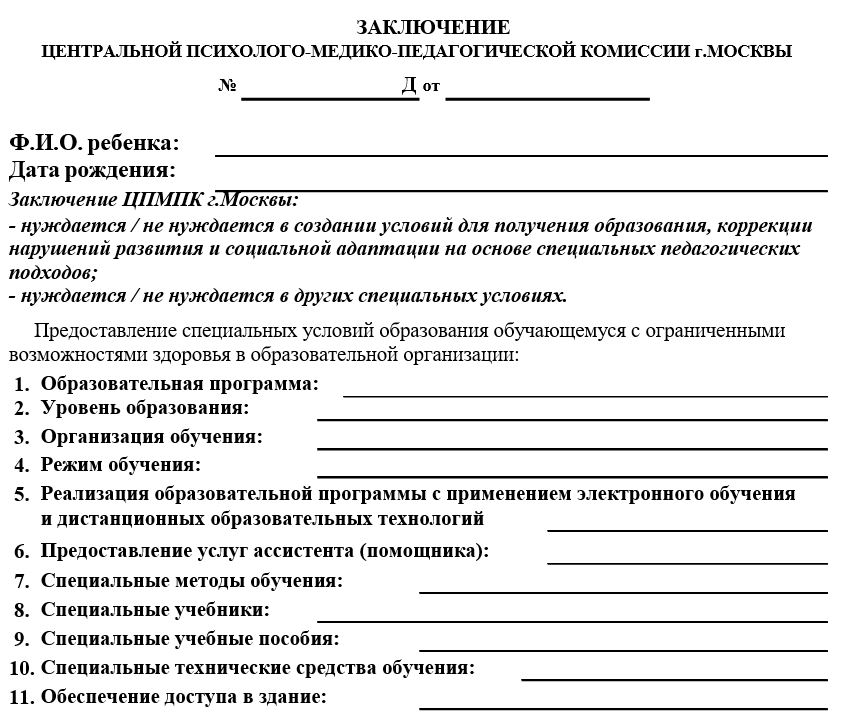 ЗАКЛЮЧЕНИЕ
ЦЕНТРАЛЬНОЙ ПСИХОЛОГО-МЕДИКО-ПЕДАГОГИЧЕСКОЙ КОМИССИИ г.МОСКВЫ
№ Д от
Ф.И.О. ребенка:
Дата рождения:
Заключение ЦПМПК г.Москвы:
- нуждается / не нуждается в создании условий для получения образования, коррекции
нарушений развития и социальной адаптации на основе специальных педагогических
подходов;
- нуждается / не нуждается в других специальных условиях.
Предоставление специальных условий образования обучающемуся с ограниченными
возможностями здоровья в образовательной организации:
1. Образовательная программа:
2. Уровень образования:
3. Организация обучения:
4. Режим обучения:
5. Реализация образовательной программы с применением электронного обучения
и дистанционных образовательных технологий
6. Предоставление услуг ассистента (помощника):
7. Специальные методы обучения:
8. Специальные учебники:
9. Специальные учебные пособия:
10. Специальные технические средства обучения:
11. Обеспечение доступа в здание: